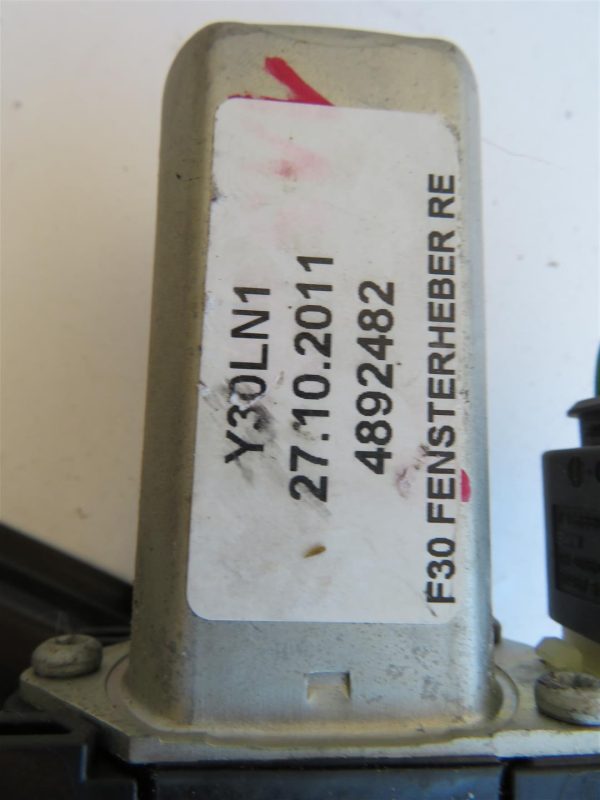 Y30LN1
27.10.2011
4892482
F30 FENSTERHEBER RE